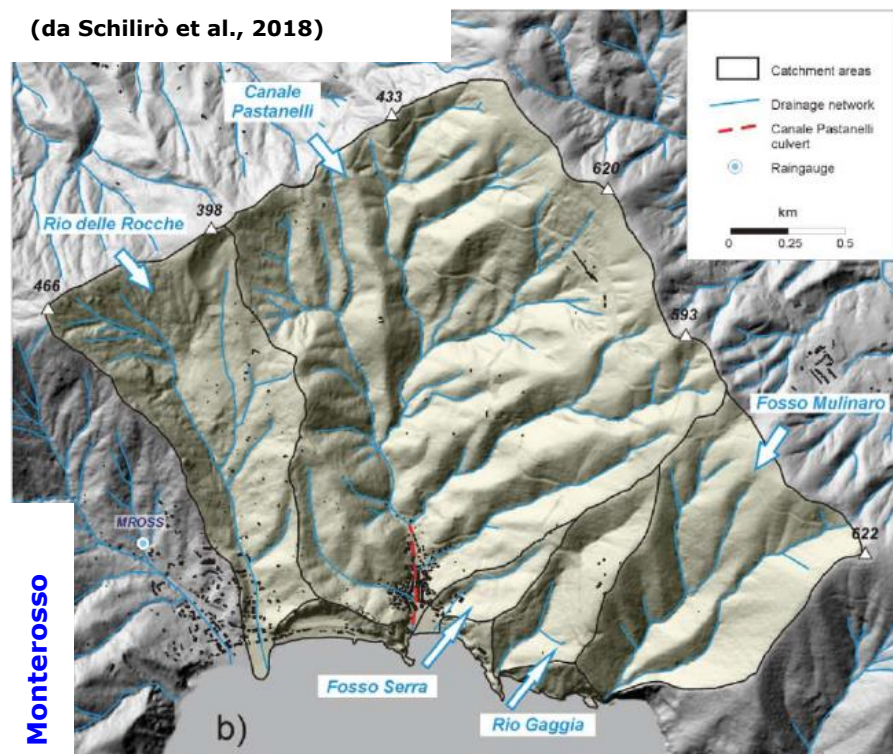 (da Schilirò et al., 2018)
Canale
Pastanelli
433
Catchment areas
Drainage network
Canale Pastanelli
culvert
Raingauge
km
0 0.25 0.5
620
398
Rio delle Rocche
466
593
Fosso Mulinaro
MROSS
622
Monterosso
Fosso Serra
Rio Gaggia
b)